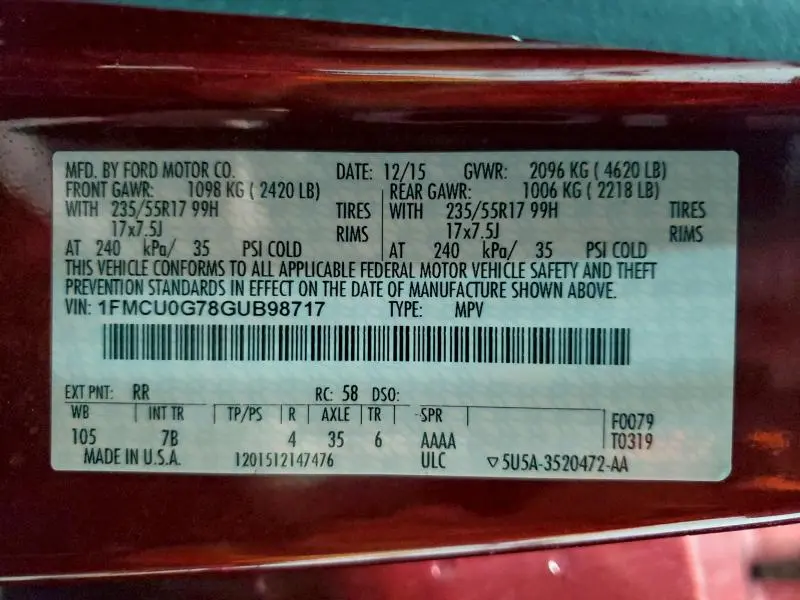 MFD. BY FORD MOTOR CO. DATE: 12/15 GVWR: 2096 KG ( 4620 LB)
FRONT GAWR: 1098 KG ( 2420 LB) REAR GAWR: 1006 KG ( 2218 LB)
WITH 235/55R17 99H TIRES WITH 235/55R17 99H TIRES
17x7.5J RIMS 17x7.5J RIMS
AT 240 kPa/ 35 PSI COLD AT 240 kPa/ 35 PSI COLD
THIS VEHICLE CONFORMS TO ALL APPLICABLE FEDERAL MOTOR VEHICLE SAFETY AND THEFT
PREVENTION STANDARDS IN EFFECT ON THE DATE OF MANUFACTURE SHOWN ABOVE.
VIN: 1FMCU0G78GUB98717 TYPE: MPV
EXT PNT: RR RC: 58 DSO:
WB INT TR TP/PS R AXLE TR SPR F0079
105 7B 4 35 6 AAAA T0319
MADE IN U.S.A. 1201512147476 ULC ▽5U5A-3520472-AA